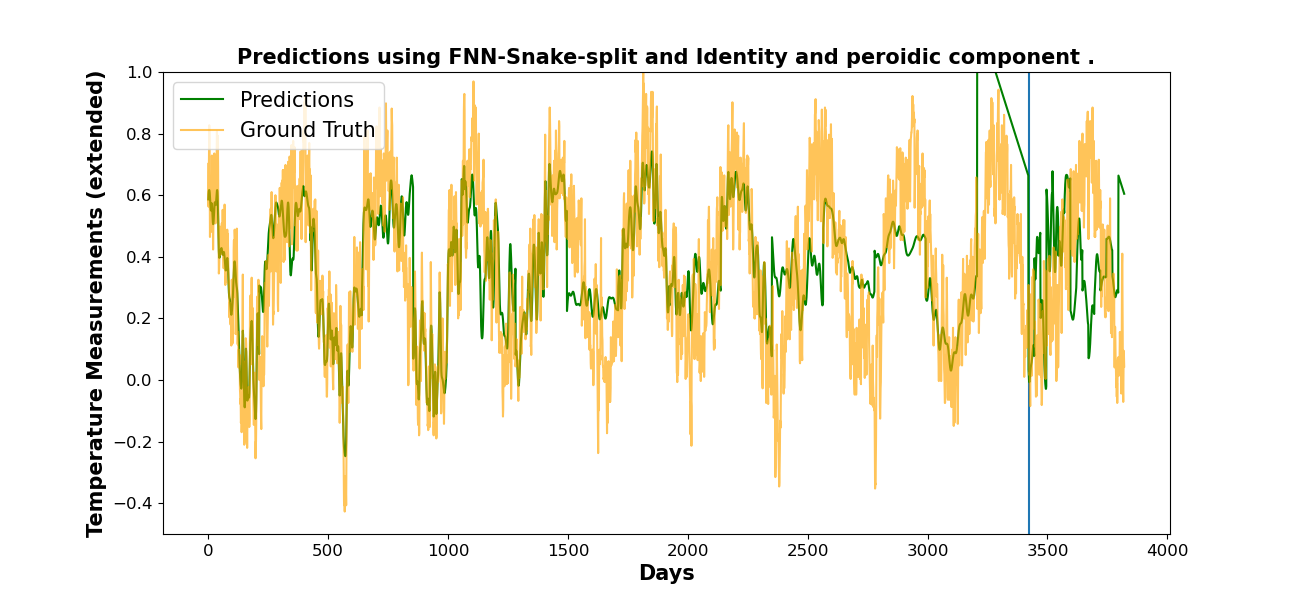 Predictions using FNN-Snake-split and Identity and peroidic component .
Temperature Measurements (extended)
1.0
0.8
0.6
0.4
0.2
0.0
−0.2
−0.4
Predictions
Ground Truth
0 500 1000 1500 2000 2500 3000 3500 4000
Days